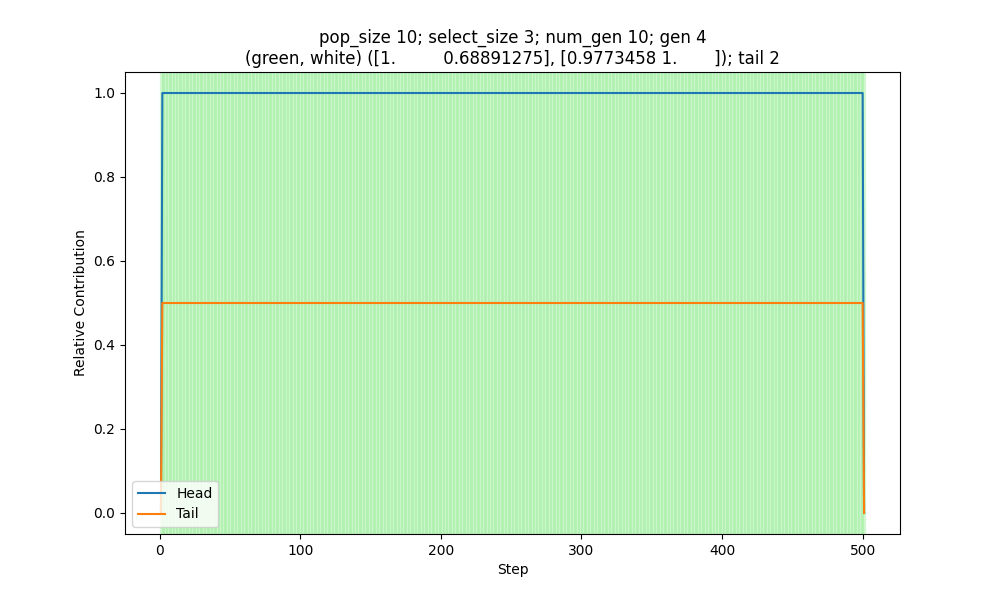 pop_size 10; select_size 3; num_gen 10; gen 4
(green, white) ([1.         0.68891275], [0.9773458 1.       ]); tail 2
Relative Contribution
1.0
0.8
0.6
0.4
0.2
0.0
Head
Tail
0 100 200 300 400 500
Step